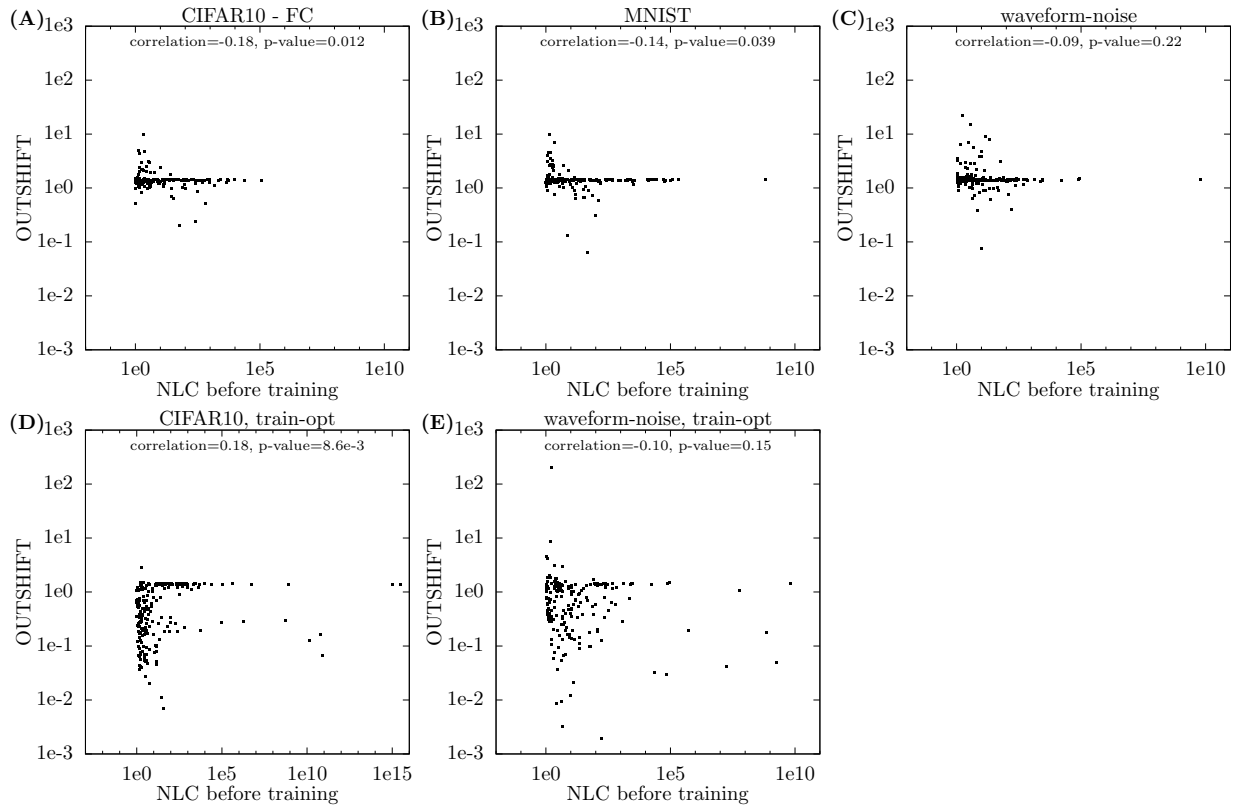 (A) CIFAR10 - FC
correlation=-0.18, p-value=0.012
1e3
1e2
1e1
1e0
1e-1
1e-2
1e-3
OUTSHIFT
1e0 1e5 1e10
NLC before training
(B) MNIST
correlation=-0.14, p-value=0.039
1e3
1e2
1e1
1e0
1e-1
1e-2
1e-3
OUTSHIFT
1e0 1e5 1e10
NLC before training
(C) waveform-noise
correlation=-0.09, p-value=0.22
1e3
1e2
1e1
1e0
1e-1
1e-2
1e-3
OUTSHIFT
1e0 1e5 1e10
NLC before training
(D) CIFAR10, train-opt
correlation=0.18, p-value=8.6e-3
1e3
1e2
1e1
1e0
1e-1
1e-2
1e-3
OUTSHIFT
1e0 1e5 1e10 1e15
NLC before training
(E) waveform-noise, train-opt
correlation=-0.10, p-value=0.15
1e3
1e2
1e1
1e0
1e-1
1e-2
1e-3
OUTSHIFT
1e0 1e5 1e10
NLC before training